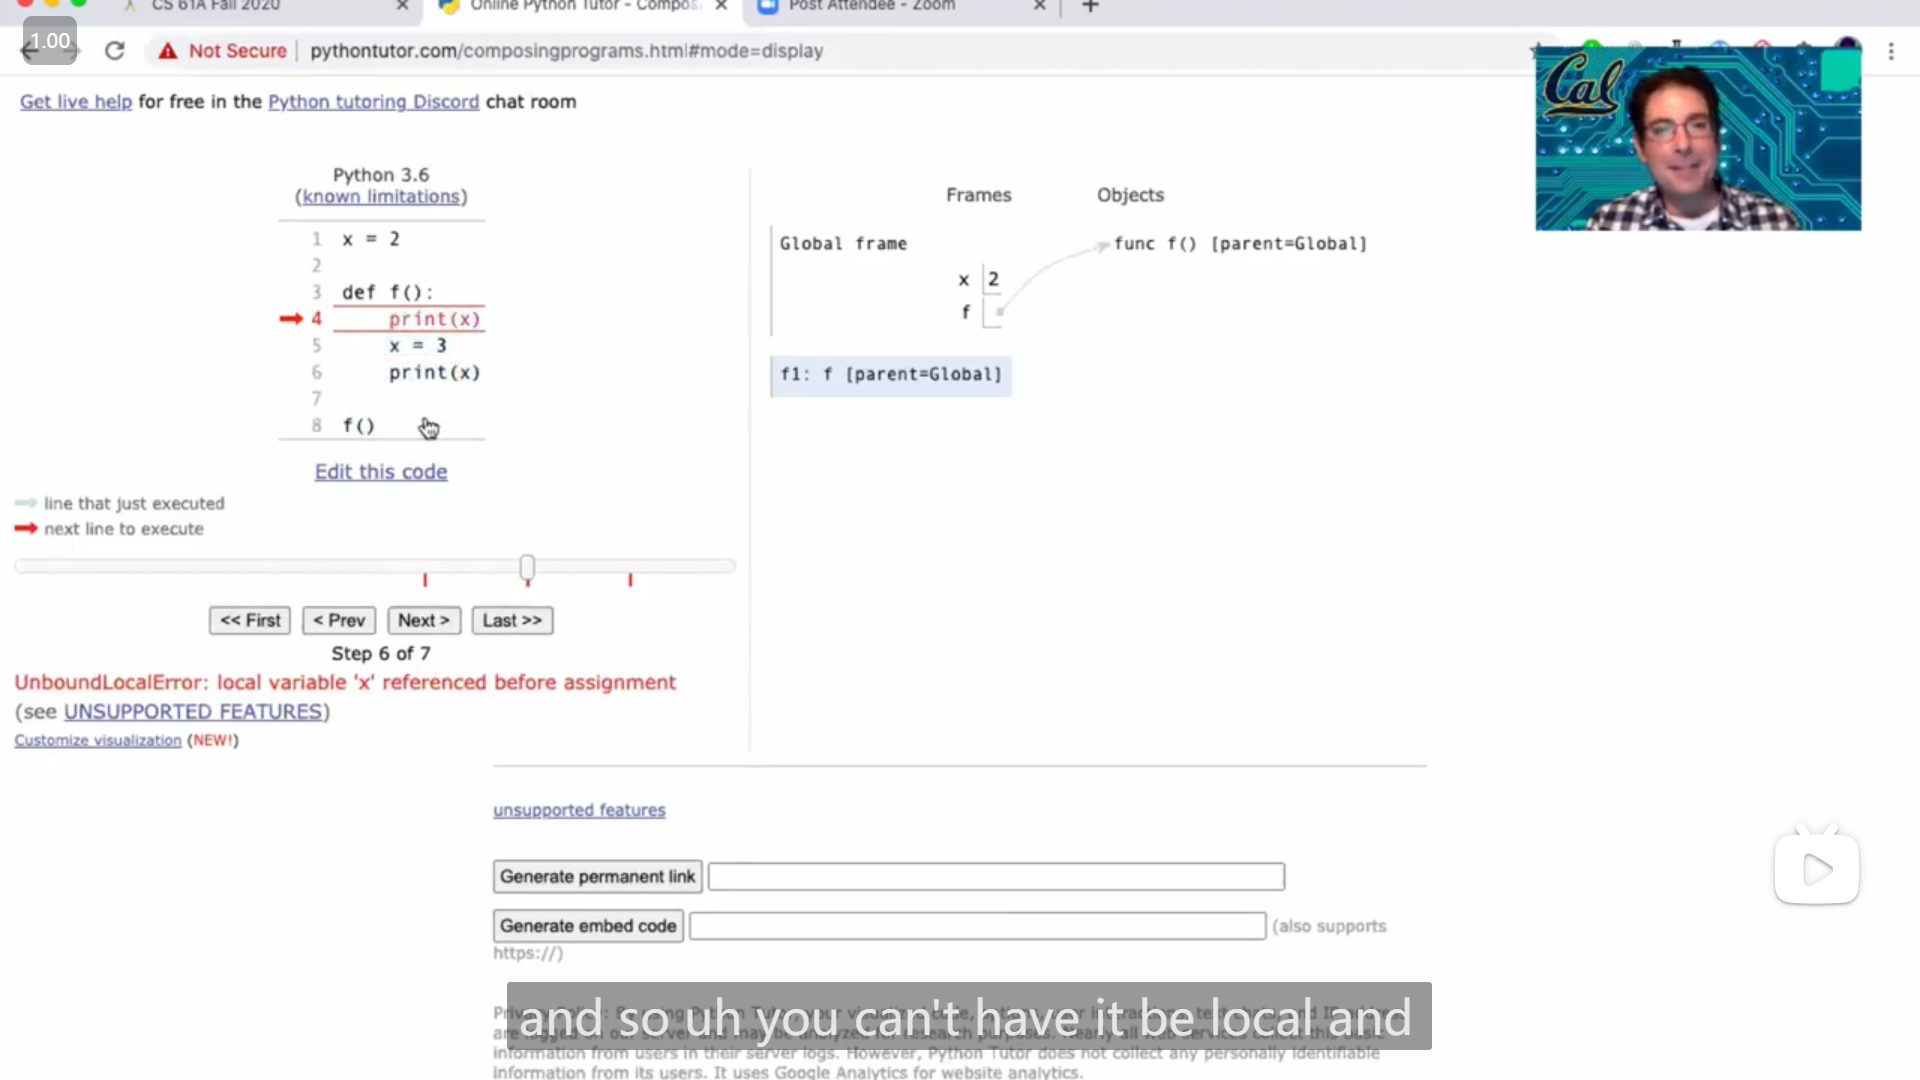 CS 61A Fall 2020
Online Python Tutor - Compos
Post Attendee - Zoom
1.00
Not Secure | pythontutor.com/composingprograms.html#mode=display
Cal
Get live help for free in the Python tutoring Discord chat room
Python 3.6
(known limitations)
1 x = 2
2
3 def f():
4 print(x)
5 x = 3
6 print(x)
7
8 f()
Edit this code
line that just executed
next line to execute
<< First < Prev Next > Last >>
Step 6 of 7
UnboundLocalError: local variable 'x' referenced before assignment
(see UNSUPPORTED FEATURES)
Customize visualization (NEW!)
Frames Objects
Global frame func f() [parent=Global]
x 2
f
f1: f [parent=Global]
unsupported features
Generate permanent link
Generate embed code (also supports
https://)
and so uh you can't have it be local and
information from users in their server logs. However, Python Tutor does not collect any personally identifiable
information from its users. It uses Google Analytics for website analytics.